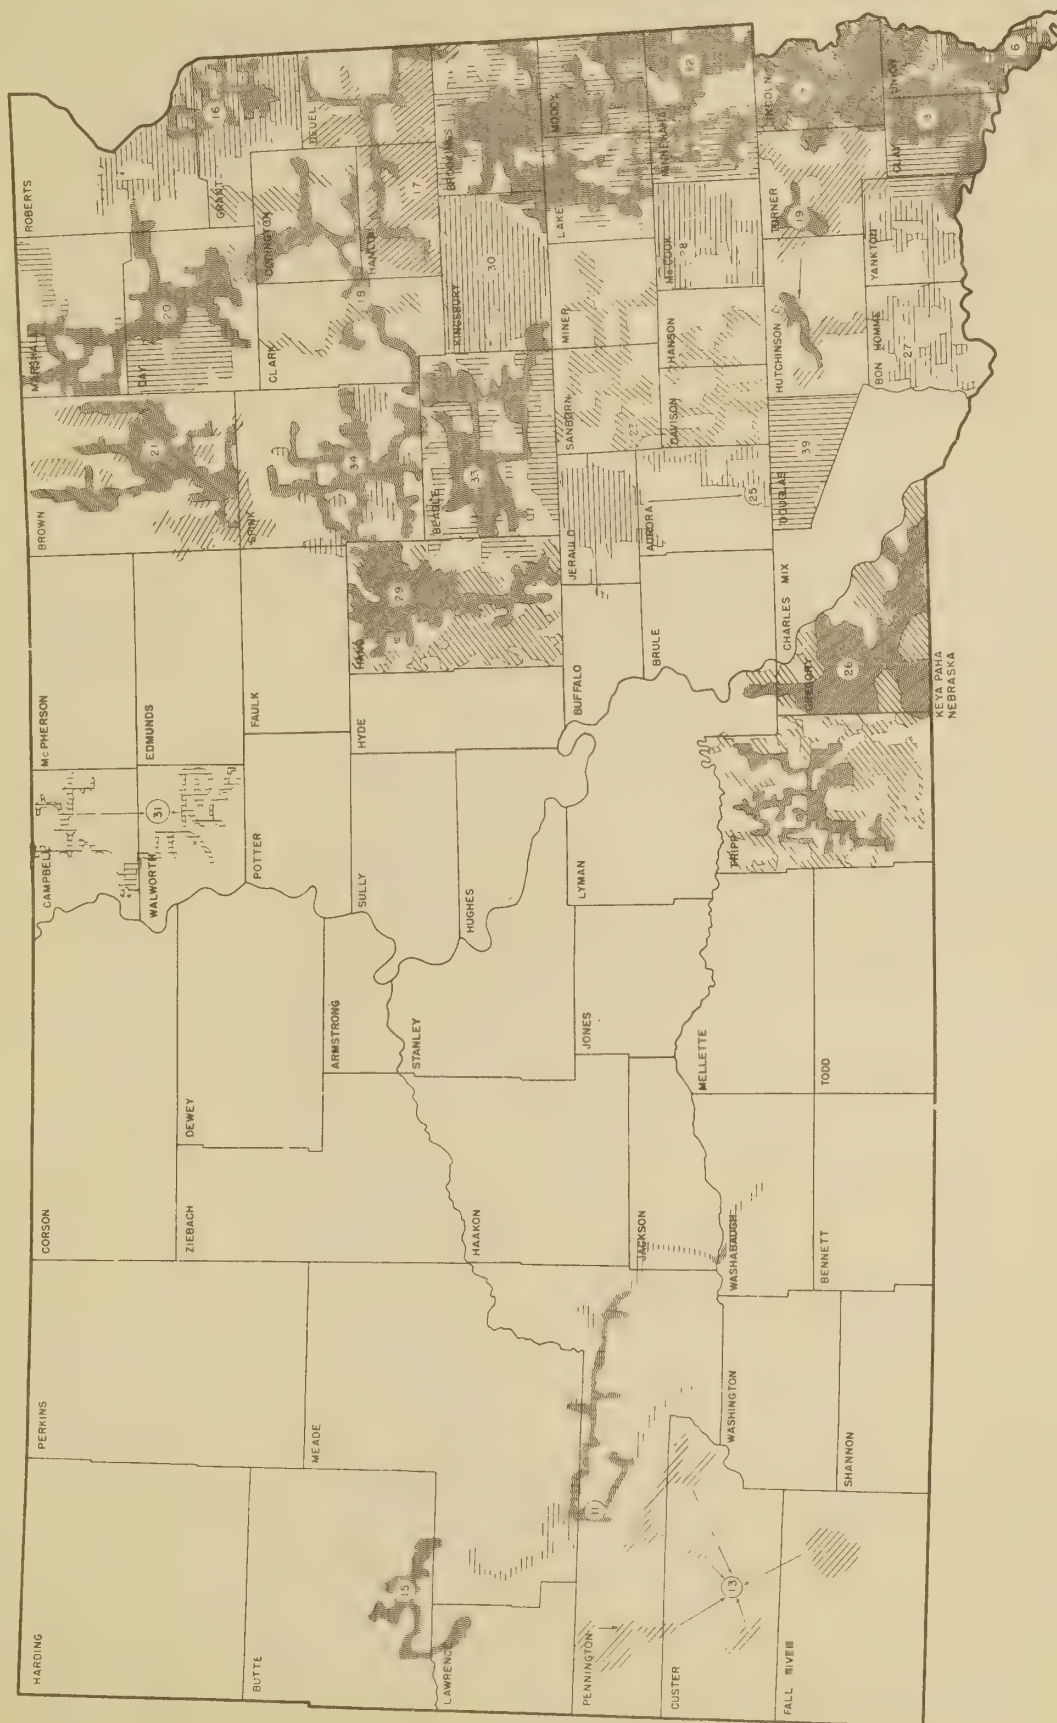 HARDING
PERKINS
CORSON
CAMPBELL
McPHERSON
BROWN
MARSHALL
ROBERTS
BUTTE
MEADE
ZIEBACH
DEWEY
WALWORTH
31
EDMUNDS
21
DAY
20
GRANT
16
ARMSTRONG
POTTER
FAULK
SPINK
34
CLARK
18
CODINGTON
DEUEL
HAMLIN
17
15
LAWRENCE
HAAKON
STANLEY
SULLY
HUGHES
HYDE
HAND
29
BEADLE
33
KINGSBURY
30
BROOKINGS
PENNINGTON
11
JACKSON
JONES
LYMAN
BUFFALO
JERAULD
SANBORN
23
MINER
LAKE
MOODY
CUSTER
13
WASHINGTON
WASHABAUGH
MELLETTE
TRIPP
BRULE
AURORA
25
DAVISON
HANSON
Mc COOK
28
MINNEHAHA
12
FALL RIVER
SHANNON
BENNETT
TODD
GREGORY
26
CHARLES MIX
DOUGLAS
39
HUTCHINSON
TURNER
19
LINCOLN
BON HOMME
27
YANKTON
CLAY
UNION
6
KEYA PAHA
NEBRASKA